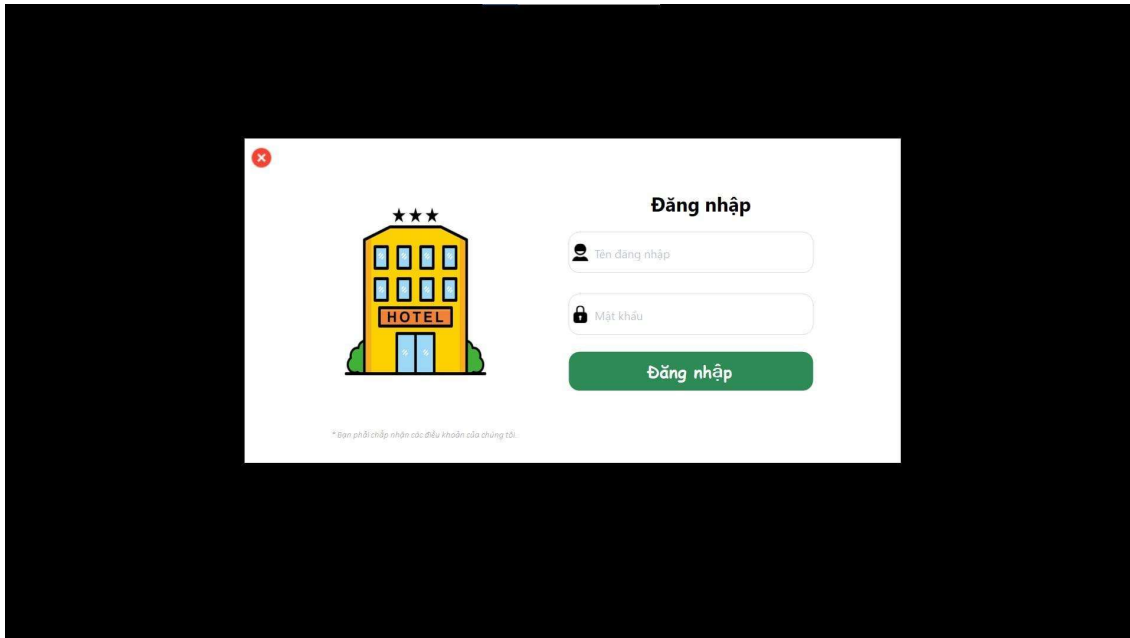 Đăng nhập
HOTEL
Tên đăng nhập
Mật khẩu
Đăng nhập
* Bạn phải chấp nhận các điều khoản của chúng tôi.